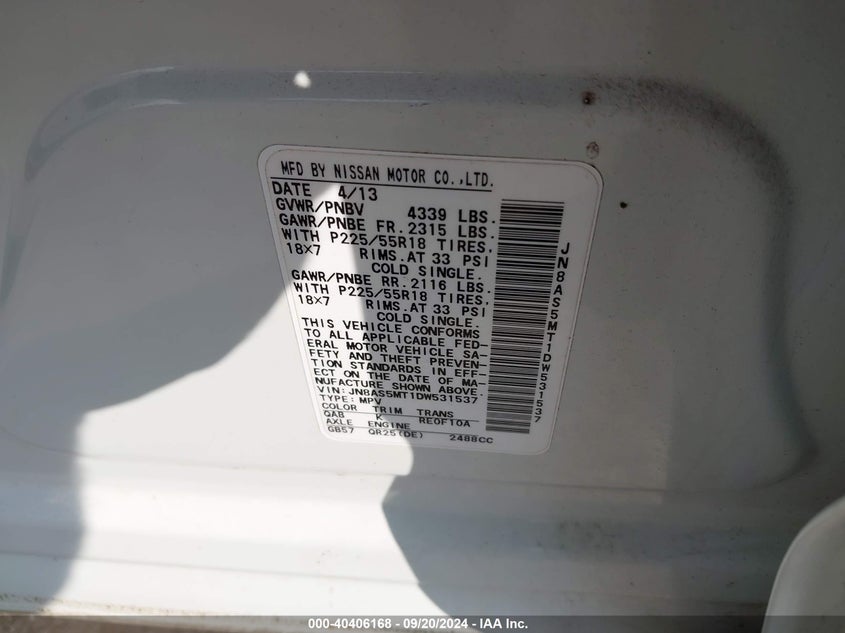 MFD BY NISSAN MOTOR CO.,LTD.
DATE 4/13
GVWR/PNBV 4339 LBS.
GAWR/PNBE FR. 2315 LBS.
WITH P225/55R18 TIRES.
18X7 RIMS. AT 33 PSI
COLD SINGLE.
GAWR/PNBE RR. 2116 LBS.
WITH P225/55R18 TIRES.
18X7 RIMS. AT 33 PSI
COLD SINGLE.
THIS VEHICLE CONFORMS
TO ALL APPLICABLE FED-
ERAL MOTOR VEHICLE SA-
FETY AND THEFT PREVEN-
TION STANDARDS IN EFF-
ECT ON THE DATE OF MA-
NUFACTURE SHOWN ABOVE.
VIN: JN8AS5MT1DW531537
TYPE: MPV
COLOR TRIM TRANS
QAB K RE0F10A
AXLE ENGINE
GB57 QR25(DE) 2488CC
JN8AS5MT1DW531537
000-40406168 - 09/20/2024 - IAA Inc.